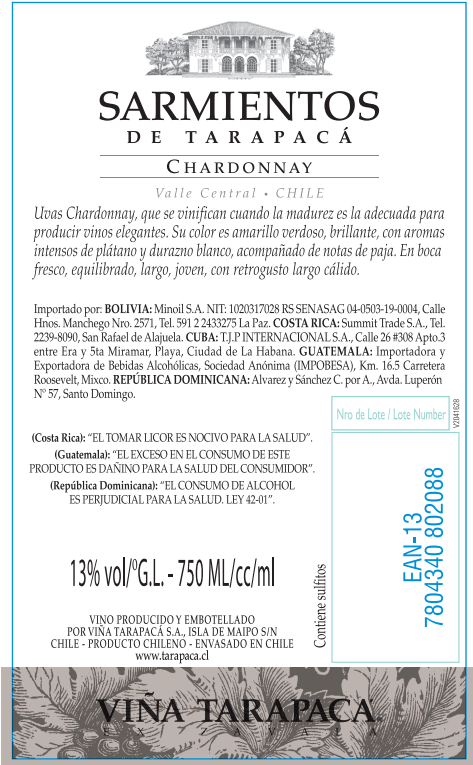 SARMIENTOS
DE TARAPACÁ
CHARDONNAY
Valle Central • CHILE
Uvas Chardonnay, que se vinifican cuando la madurez es la adecuada para
producir vinos elegantes. Su color es amarillo verdoso, brillante, con aromas
intensos de plátano y durazno blanco, acompañado de notas de paja. En boca
fresco, equilibrado, largo, joven, con retrogusto largo cálido.
Importado por: BOLIVIA: Minoil S.A. NIT: 1020317028 RS SENASAG 04-0503-19-0004, Calle
Hnos. Manchego Nro. 2571, Tel. 591 2 2433275 La Paz. COSTA RICA: Summit Trade S.A., Tel.
2239-8090, San Rafael de Alajuela. CUBA: T.J.P INTERNACIONAL S.A., Calle 26 #308 Apto.3
entre Era y 5ta Miramar, Playa, Ciudad de La Habana. GUATEMALA: Importadora y
Exportadora de Bebidas Alcohólicas, Sociedad Anónima (IMPOBESA), Km. 16.5 Carretera
Roosevelt, Mixco. REPÚBLICA DOMINICANA: Alvarez y Sánchez C. por A., Avda. Luperón
Nº 57, Santo Domingo.
(Costa Rica): “EL TOMAR LICOR ES NOCIVO PARA LA SALUD”.
(Guatemala): “EL EXCESO EN EL CONSUMO DE ESTE
PRODUCTO ES DAÑINO PARA LA SALUD DEL CONSUMIDOR”.
(República Dominicana): “EL CONSUMO DE ALCOHOL
ES PERJUDICIAL PARA LA SALUD. LEY 42-01”.
13% vol/ºG.L. - 750 ML/cc/ml
VINO PRODUCIDO Y EMBOTELLADO
POR VIÑA TARAPACÁ S.A., ISLA DE MAIPO S/N
CHILE - PRODUCTO CHILENO - ENVASADO EN CHILE
www.tarapaca.cl
Contiene sulfitos
Nro de Lote / Lote Number
V2041628
EAN-13
7804340 802088
VIÑA TARAPACA
EX ZAVALA